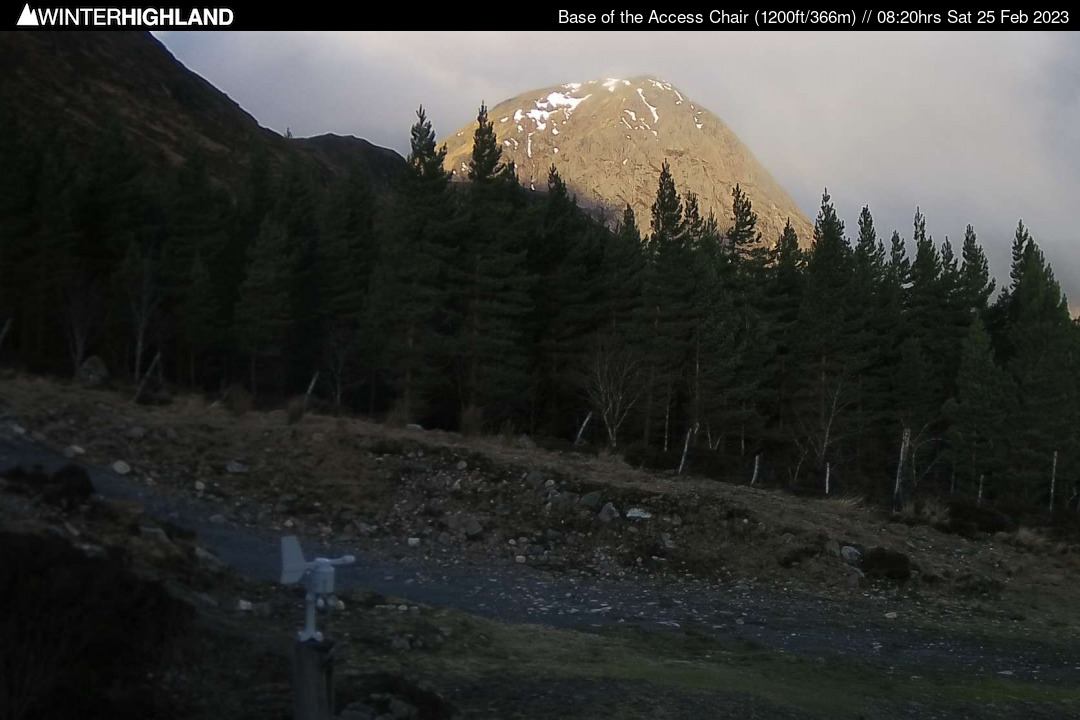 WINTERHIGHLAND
Base of the Access Chair (1200ft/366m) // 08:20hrs Sat 25 Feb 2023